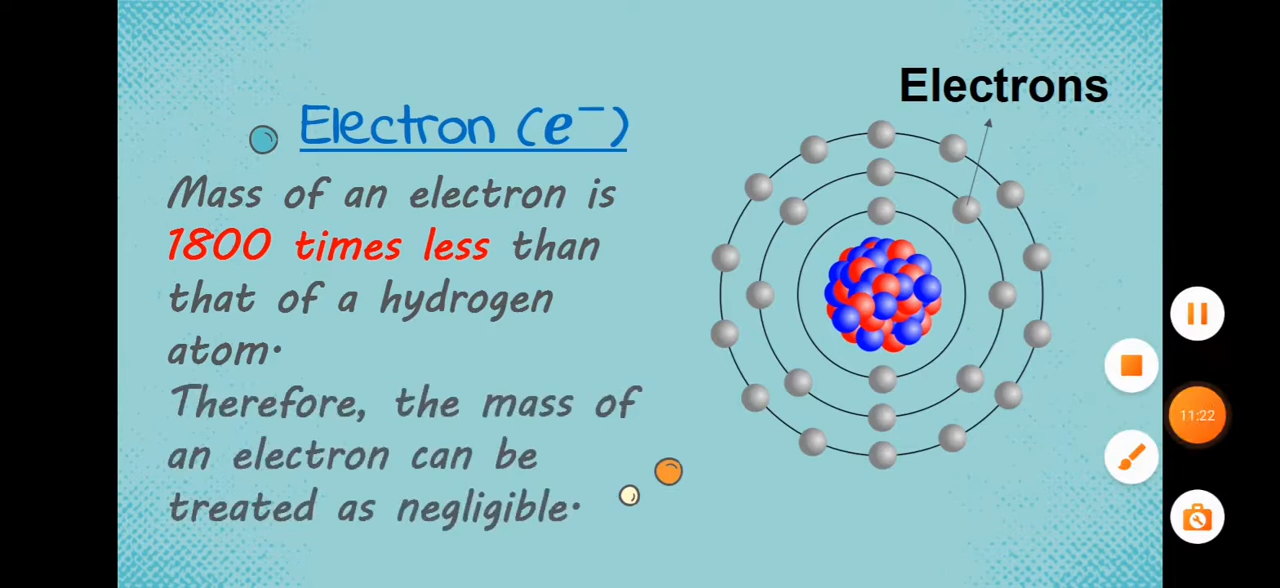 Electrons
Electron (e⁻)
Mass of an electron is
1800 times less than
that of a hydrogen
atom.
Therefore, the mass of
an electron can be
treated as negligible.
11:22